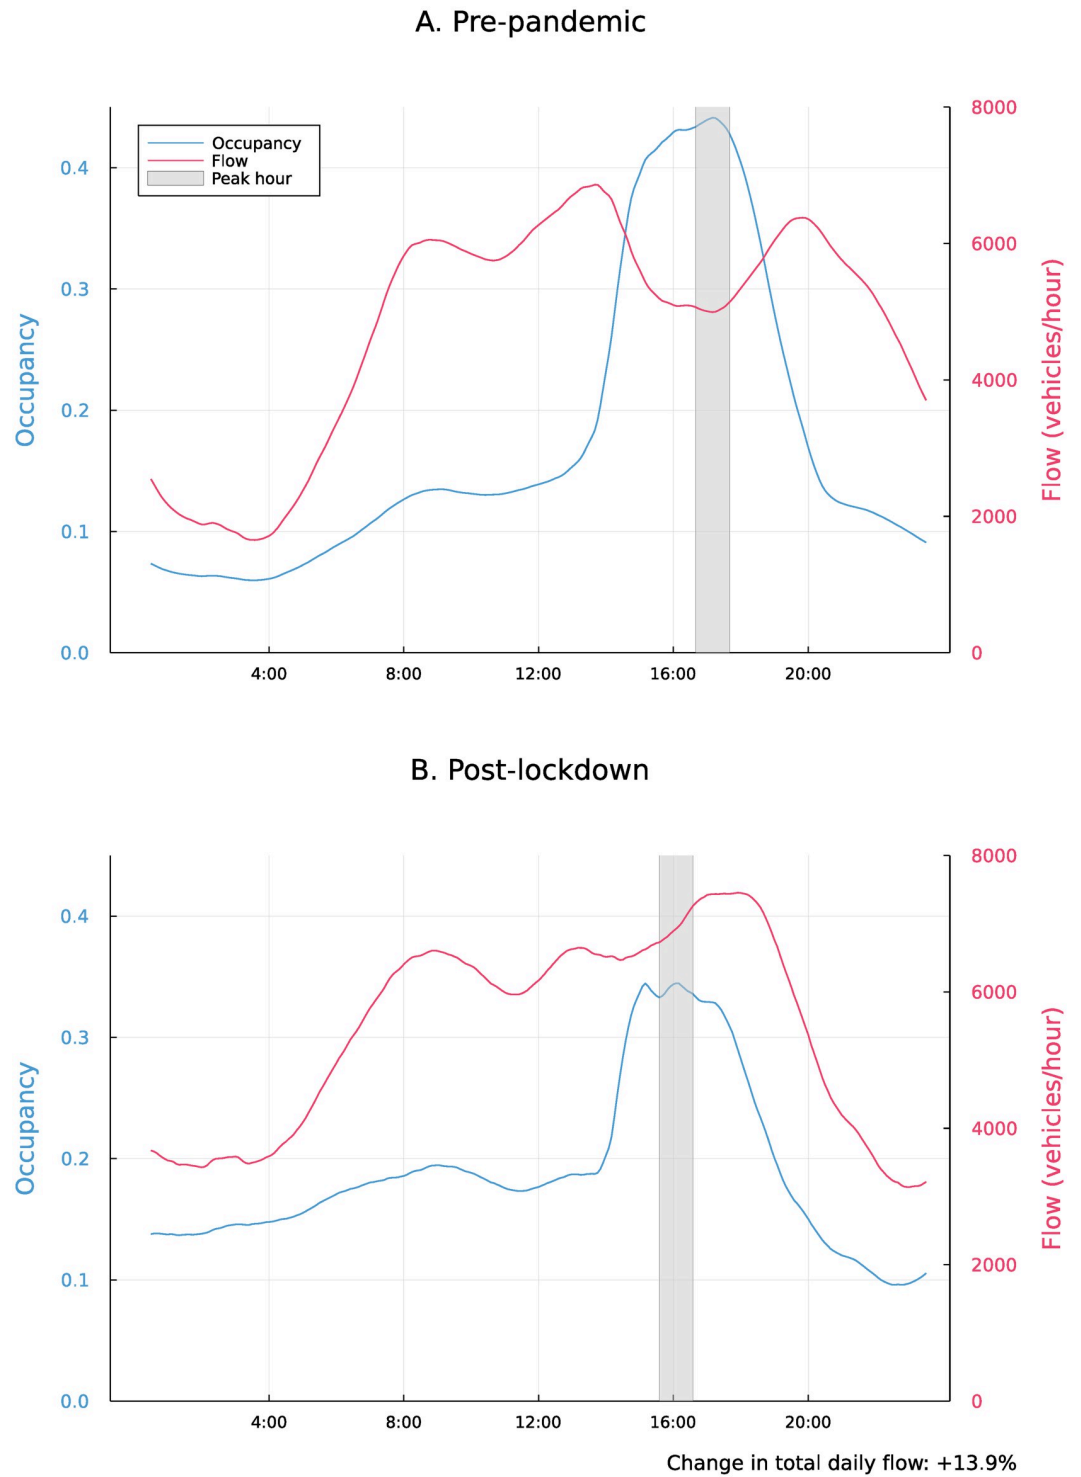 A. Pre-pandemic
Occupancy
Flow
Peak hour
0.4
0.3
0.2
0.1
0.0
Occupancy
8000
6000
4000
2000
0
Flow (vehicles/hour)
4:00 8:00 12:00 16:00 20:00
B. Post-lockdown
0.4
0.3
0.2
0.1
0.0
Occupancy
8000
6000
4000
2000
0
Flow (vehicles/hour)
4:00 8:00 12:00 16:00 20:00
Change in total daily flow: +13.9%